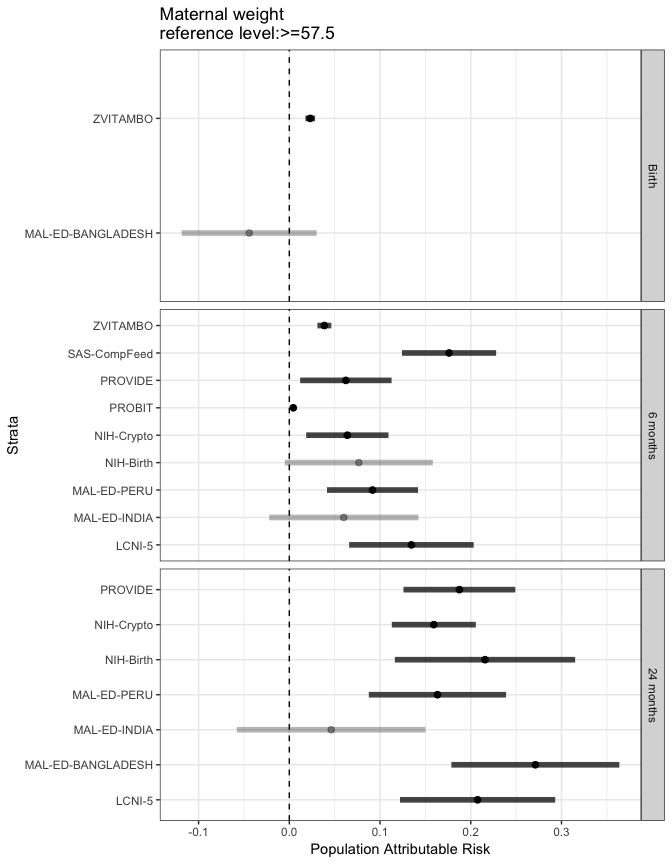 Maternal weight
reference level:>=57.5
Strata
ZVITAMBO
MAL-ED-BANGLADESH
Birth
ZVITAMBO
SAS-CompFeed
PROVIDE
PROBIT
NIH-Crypto
NIH-Birth
MAL-ED-PERU
MAL-ED-INDIA
LCNI-5
6 months
PROVIDE
NIH-Crypto
NIH-Birth
MAL-ED-PERU
MAL-ED-INDIA
MAL-ED-BANGLADESH
LCNI-5
24 months
-0.1 0.0 0.1 0.2 0.3
Population Attributable Risk